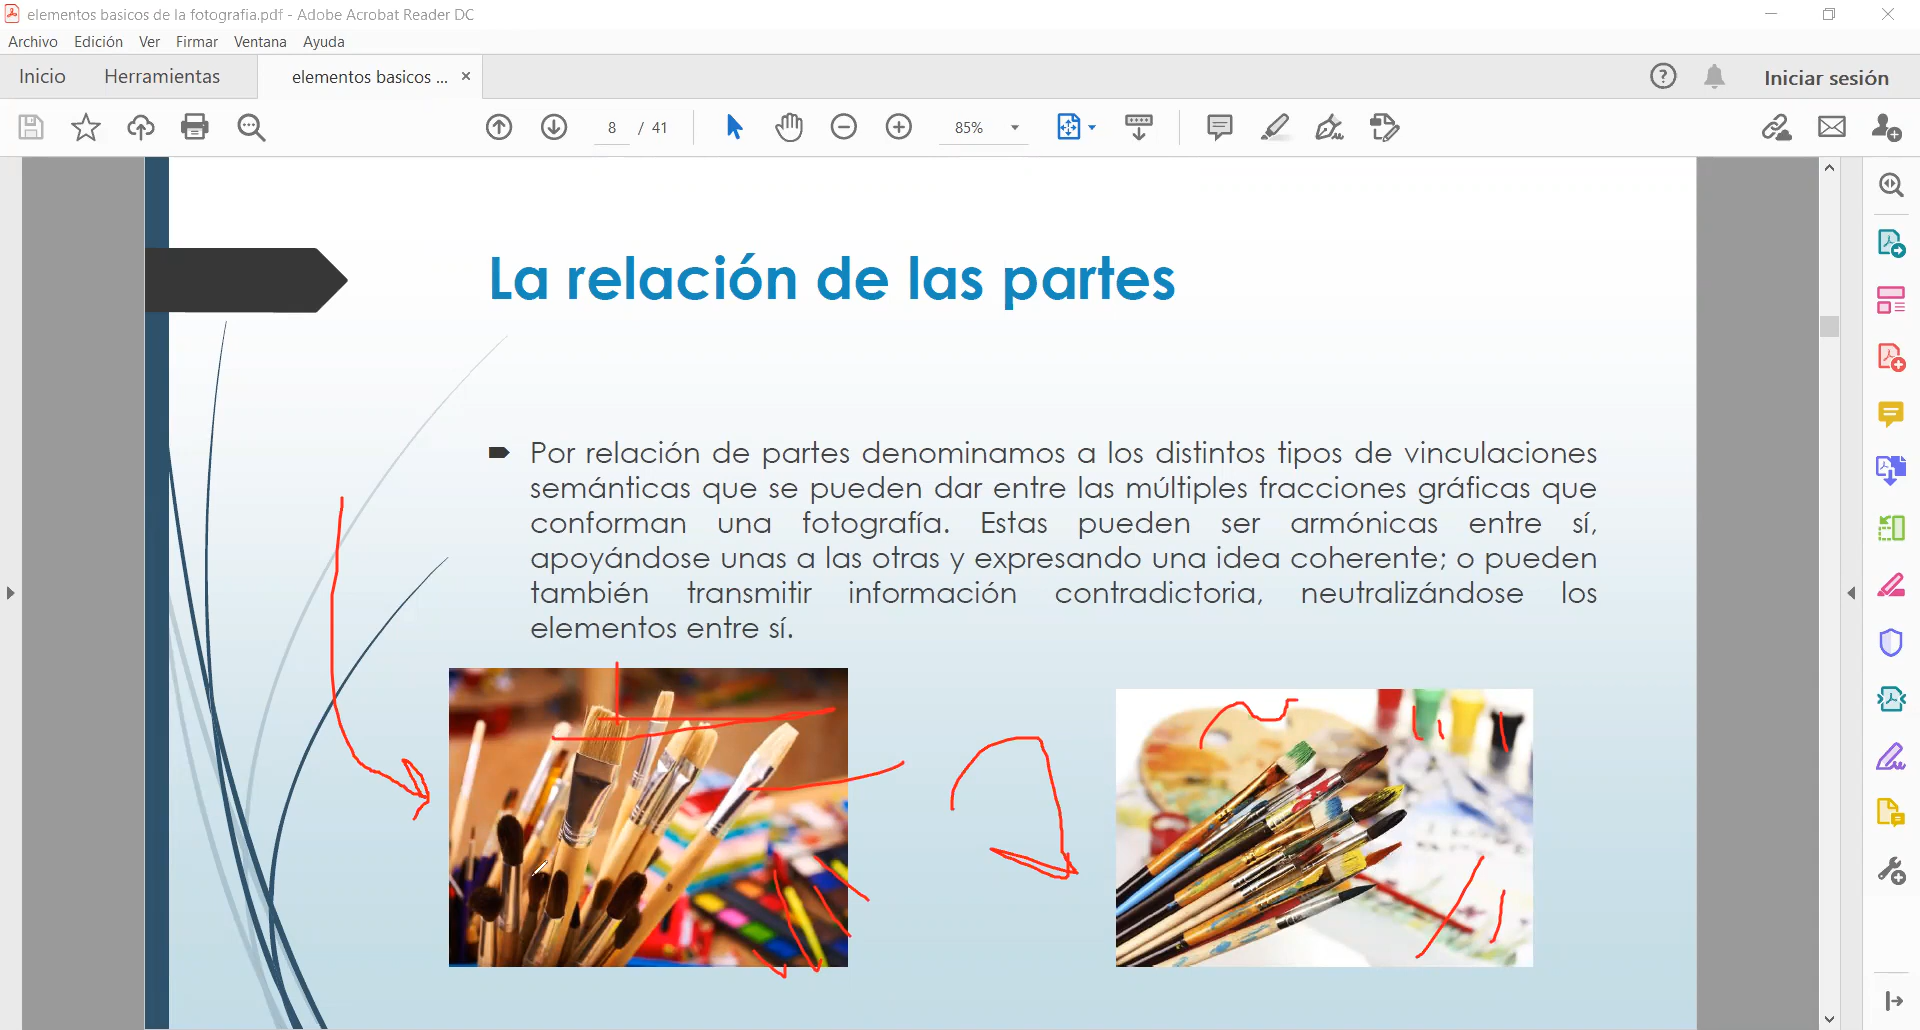 elementos basicos de la fotografia.pdf - Adobe Acrobat Reader DC
Archivo Edición Ver Firmar Ventana Ayuda
Inicio Herramientas elementos basicos ... × Iniciar sesión
8 / 41 85%
La relación de las partes
Por relación de partes denominamos a los distintos tipos de vinculaciones
semánticas que se pueden dar entre las múltiples fracciones gráficas que
conforman una fotografía. Estas pueden ser armónicas entre sí,
apoyándose unas a las otras y expresando una idea coherente; o pueden
también transmitir información contradictoria, neutralizándose los
elementos entre sí.